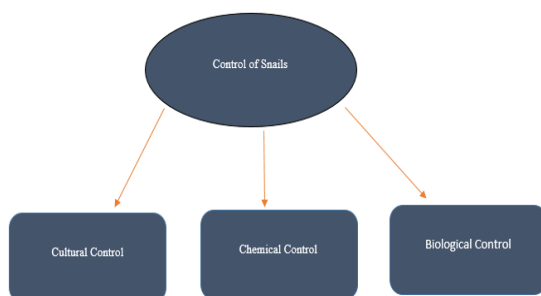 Control of Snails
Cultural Control
Chemical Control
Biological Control